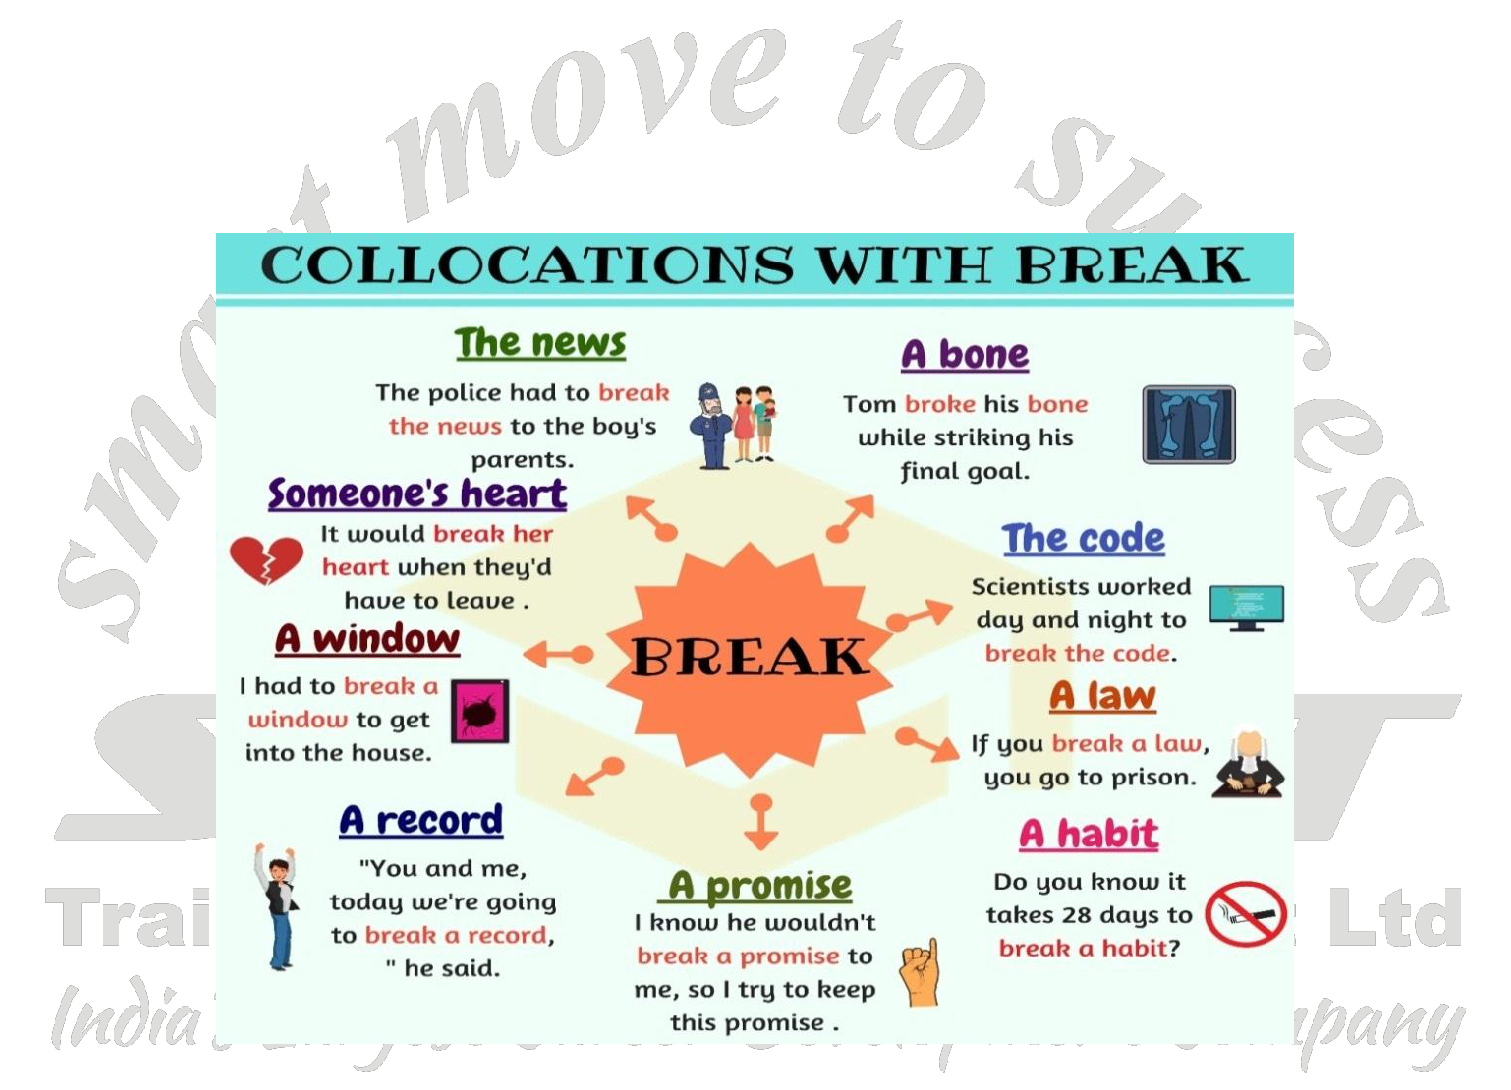 smart move to success
COLLOCATIONS WITH BREAK
The news
The police had to break
the news to the boy's
parents.
A bone
Tom broke his bone
while striking his
final goal.
Someone's heart
It would break her
heart when they'd
have to leave .
The code
Scientists worked
day and night to
break the code.
BREAK
A window
I had to break a
window to get
into the house.
A law
If you break a law,
you go to prison.
A record
"You and me,
today we're going
to break a record,
" he said.
A promise
I know he wouldn't
break a promise to
me, so I try to keep
this promise .
A habit
Do you know it
takes 28 days to
break a habit?
Ltd